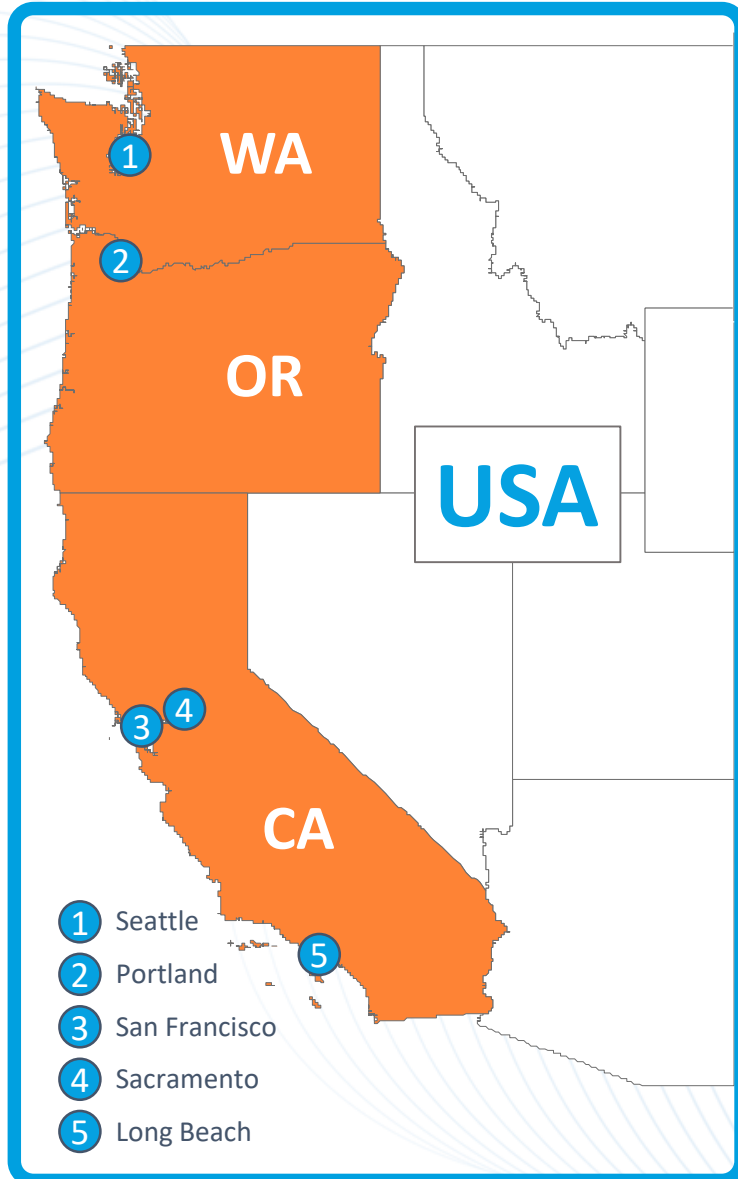 1
WA
2
OR
USA
4
3
CA
5
1 Seattle
2 Portland
3 San Francisco
4 Sacramento
5 Long Beach